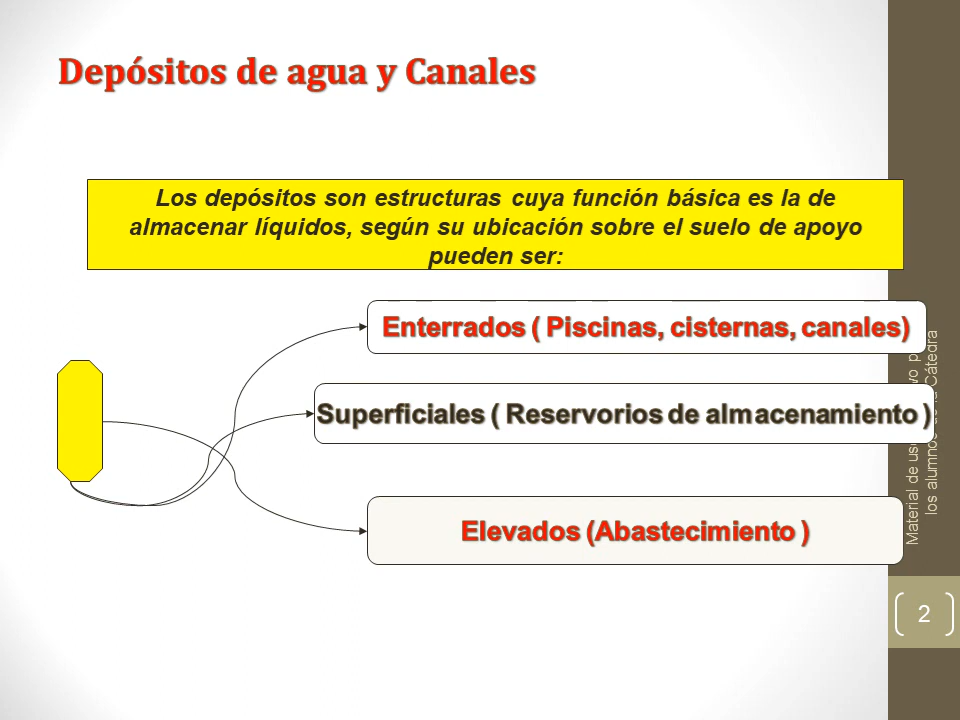 Depósitos de agua y Canales
Los depósitos son estructuras cuya función básica es la de
almacenar líquidos, según su ubicación sobre el suelo de apoyo
pueden ser:
Enterrados ( Piscinas, cisternas, canales)
Superficiales ( Reservorios de almacenamiento )
Elevados (Abastecimiento )
Material de
los alumnos Cátedra
2